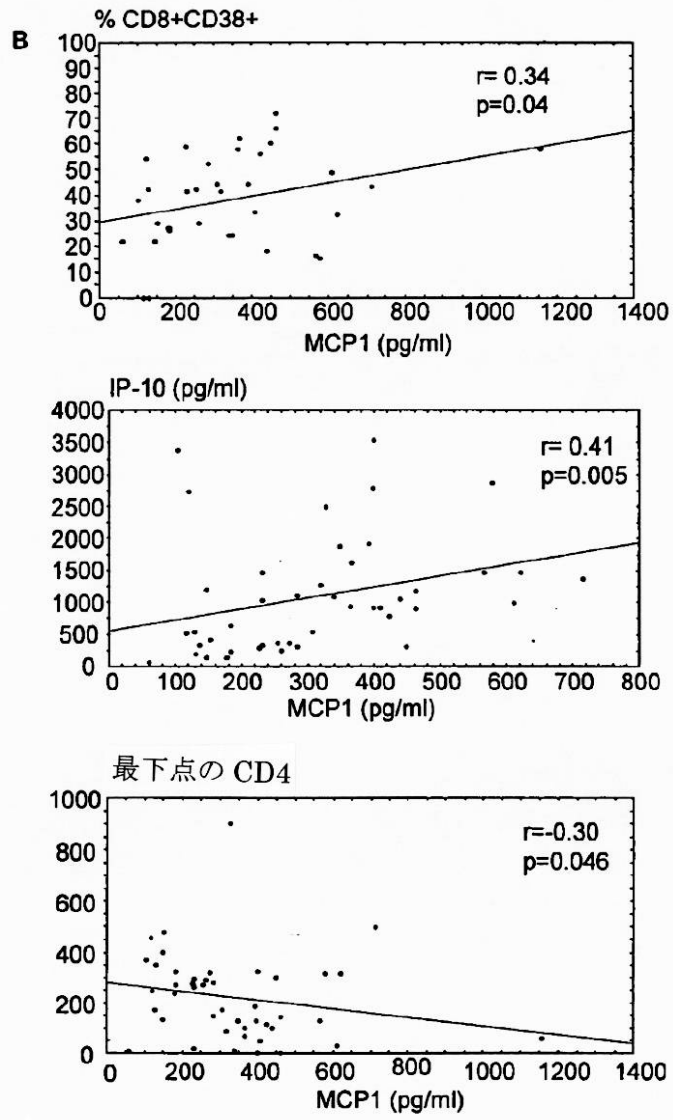 B
% CD8+CD38+
100
90
80
70
60
50
40
30
20
10
0
r= 0.34
p=0.04
0 200 400 600 800 1000 1200 1400
MCP1 (pg/ml)
IP-10 (pg/ml)
4000
3500
3000
2500
2000
1500
1000
500
0
r= 0.41
p=0.005
0 100 200 300 400 500 600 700 800
MCP1 (pg/ml)
最下点の CD4
1000
800
600
400
200
0
r=-0.30
p=0.046
0 200 400 600 800 1000 1200 1400
MCP1 (pg/ml)